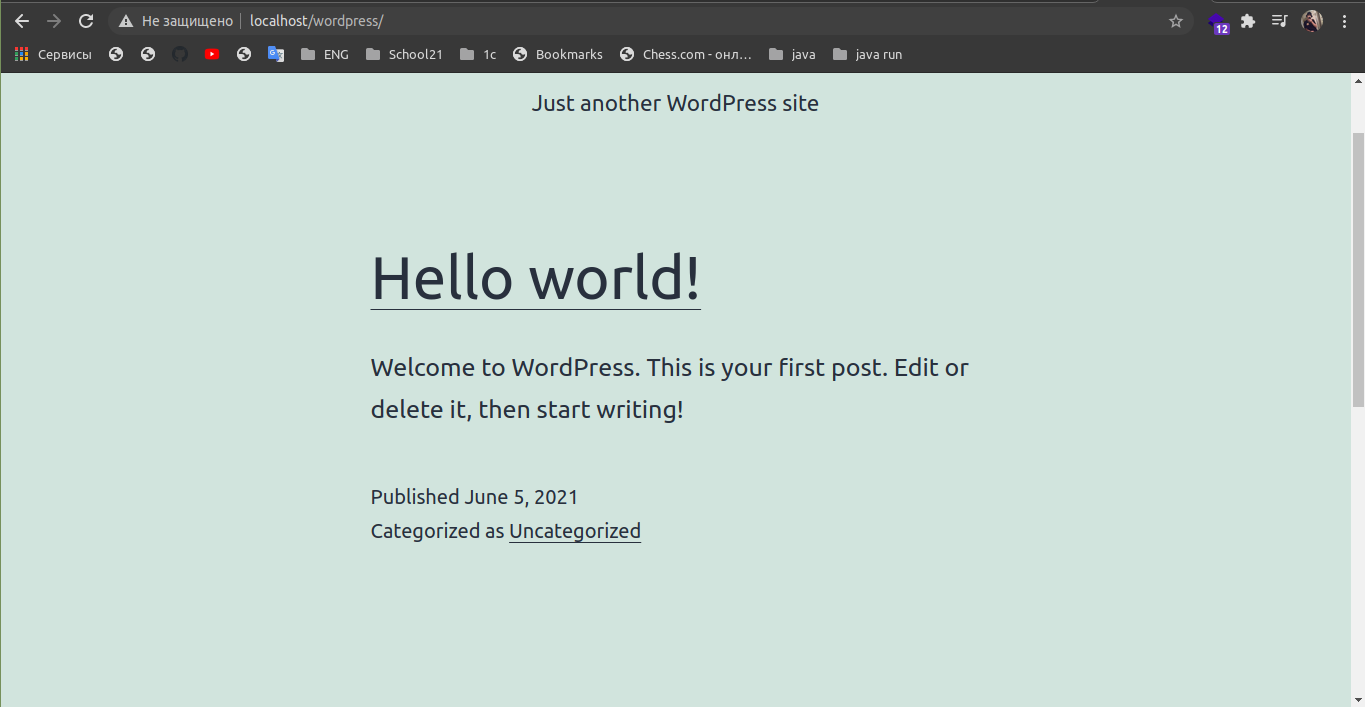 Не защищено localhost/wordpress/
12
Сервисы ENG School21 1c Bookmarks Chess.com - онл... java java run
Just another WordPress site
Hello world!
Welcome to WordPress. This is your first post. Edit or
delete it, then start writing!
Published June 5, 2021
Categorized as Uncategorized